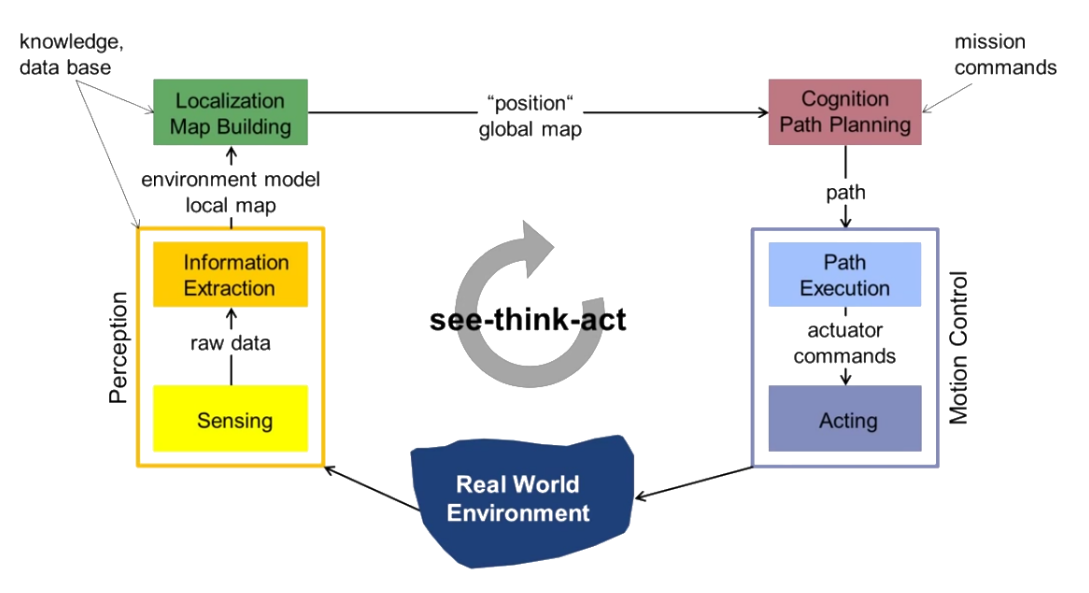 knowledge,
data base
mission
commands
Localization
Map Building
“position“
global map
Cognition
Path Planning
environment model
local map
path
Information
Extraction
Path
Execution
Perception
raw data
see-think-act
actuator
commands
Motion Control
Sensing
Acting
Real World
Environment